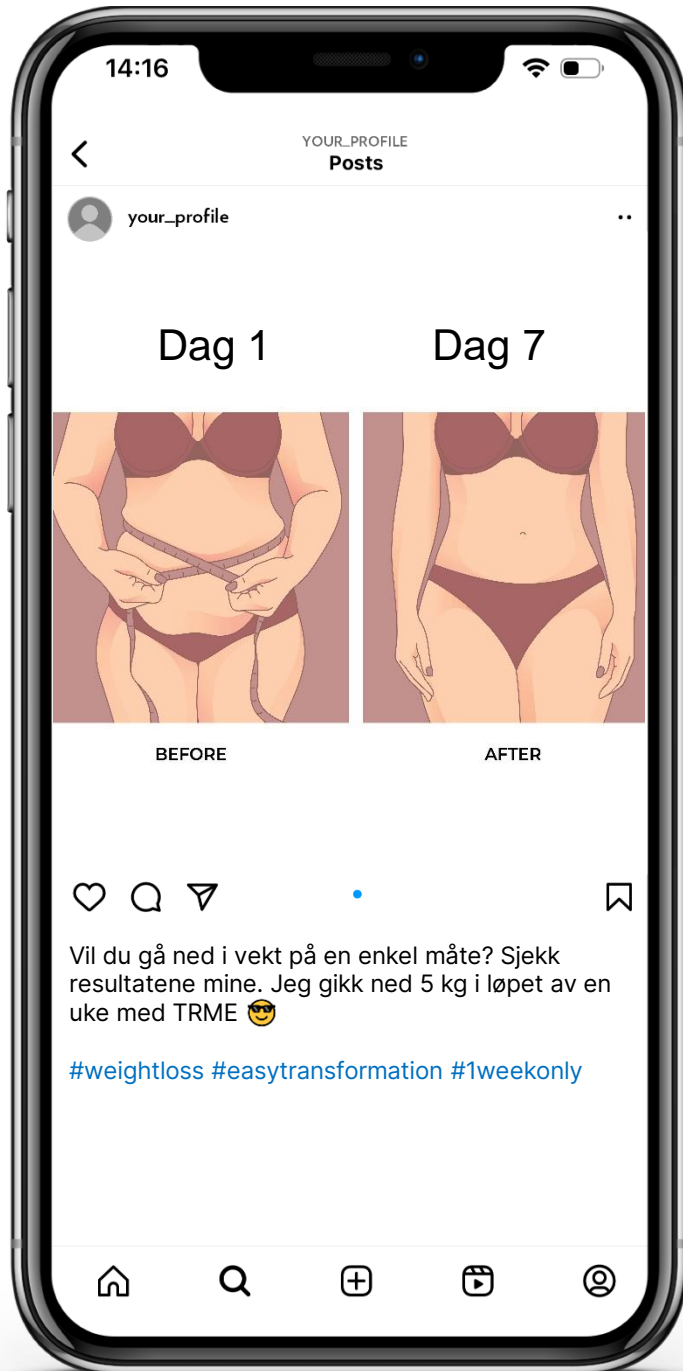 14:16
YOUR_PROFILE
Posts
your_profile
Dag 1
Dag 7
BEFORE
AFTER
Vil du gå ned i vekt på en enkel måte? Sjekk
resultatene mine. Jeg gikk ned 5 kg i løpet av en
uke med TRME 😎
#weightloss #easytransformation #1weekonly